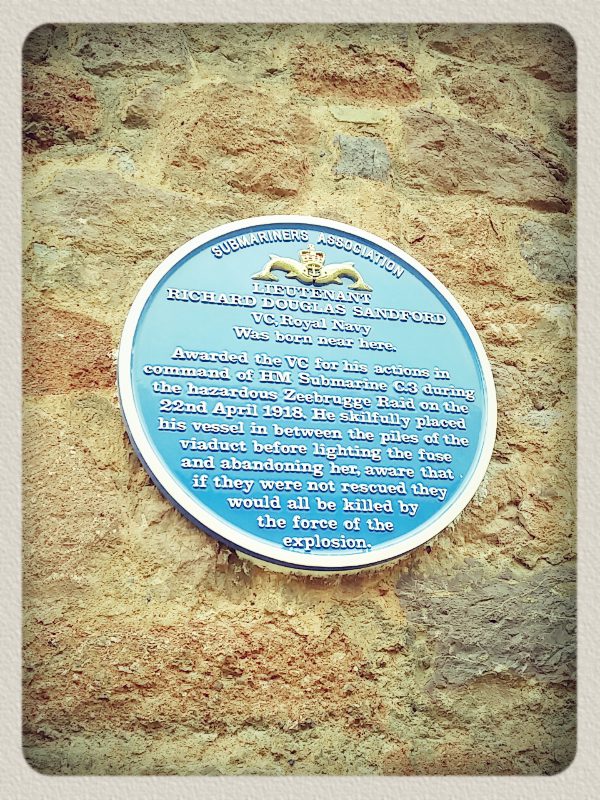 SUBMARINERS ASSOCIATION
LIEUTENANT
RICHARD DOUGLAS SANDFORD
VC, Royal Navy
Was born near here.
Awarded the VC for his actions in
command of HM Submarine C.3 during
the hazardous Zeebrugge Raid on the
22nd April 1918. He skilfully placed
his vessel in between the piles of the
viaduct before lighting the fuse
and abandoning her, aware that
if they were not rescued they
would all be killed by
the force of the
explosion.